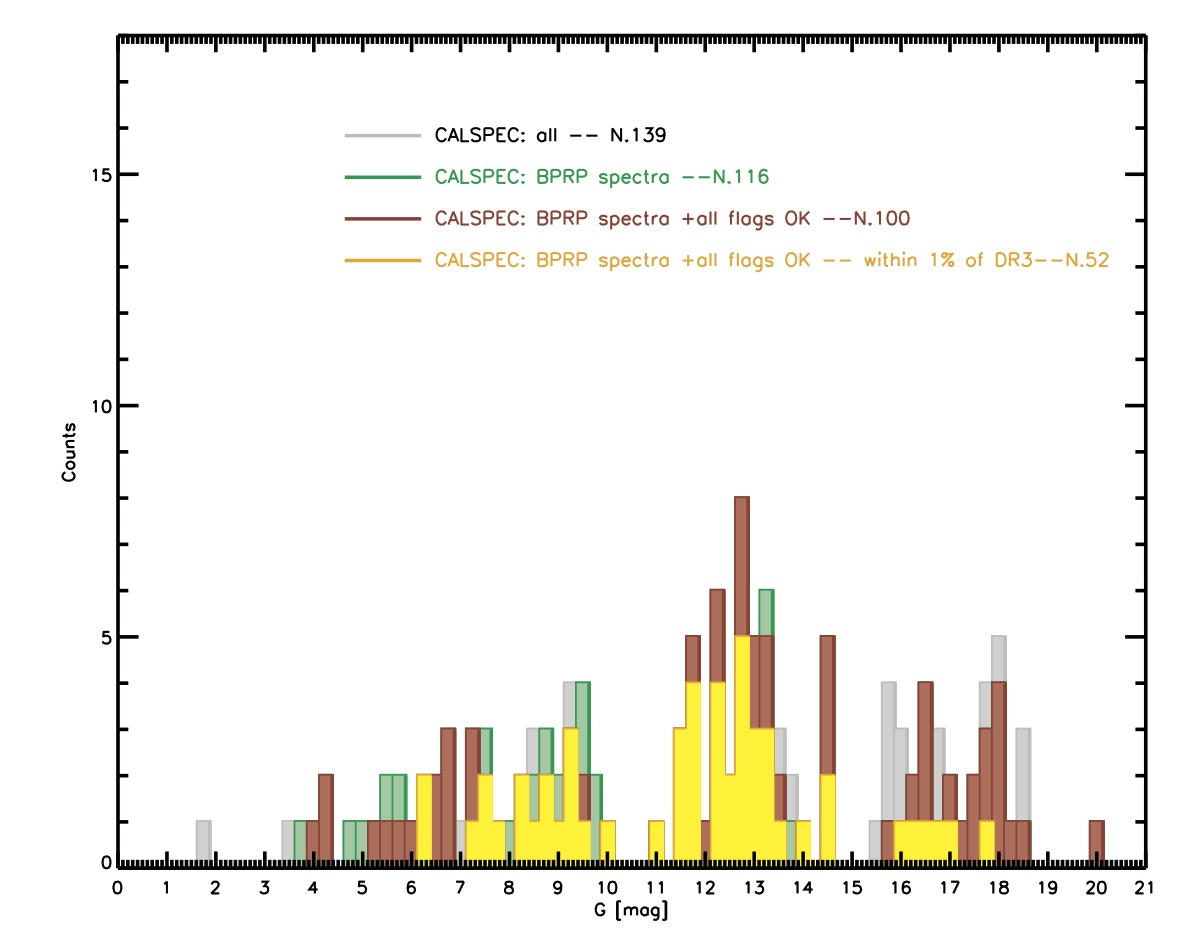 CALSPEC: all -- N.139
CALSPEC: BPRP spectra --N.116
15
CALSPEC: BPRP spectra +all flags OK --N.100
CALSPEC: BPRP spectra +all flags OK -- within 1% of DR3--N.52
10
Counts
5
0
0 1 2 3 4 5 6 7 8 9 10 11 12 13 14 15 16 17 18 19 20 21
G [mag]